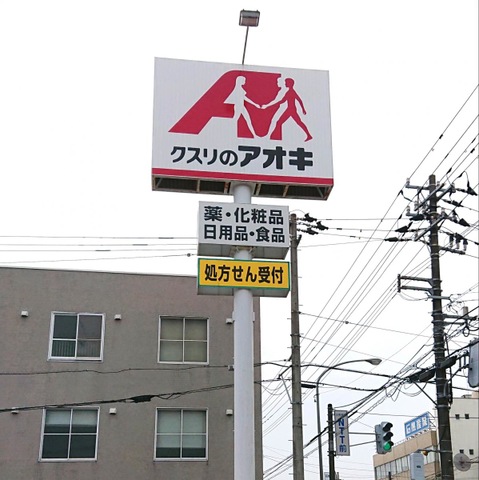 クスリのアオキ
薬・化粧品
日用品・食品
処方せん受付
NTT前